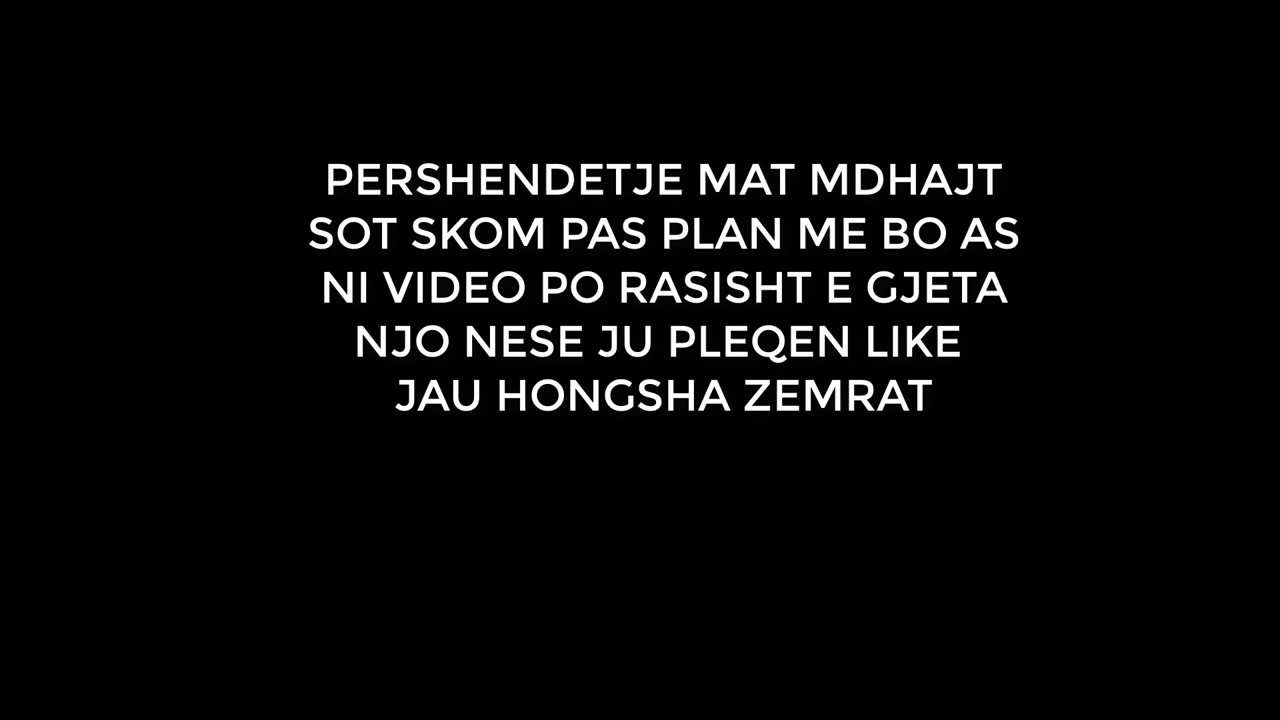 PERSHENDETJE MAT MDHAJT
SOT SKOM PAS PLAN ME BO AS
NI VIDEO PO RASISHT E GJETA
NJO NESE JU PLEQEN LIKE
JAU HONGSHA ZEMRAT